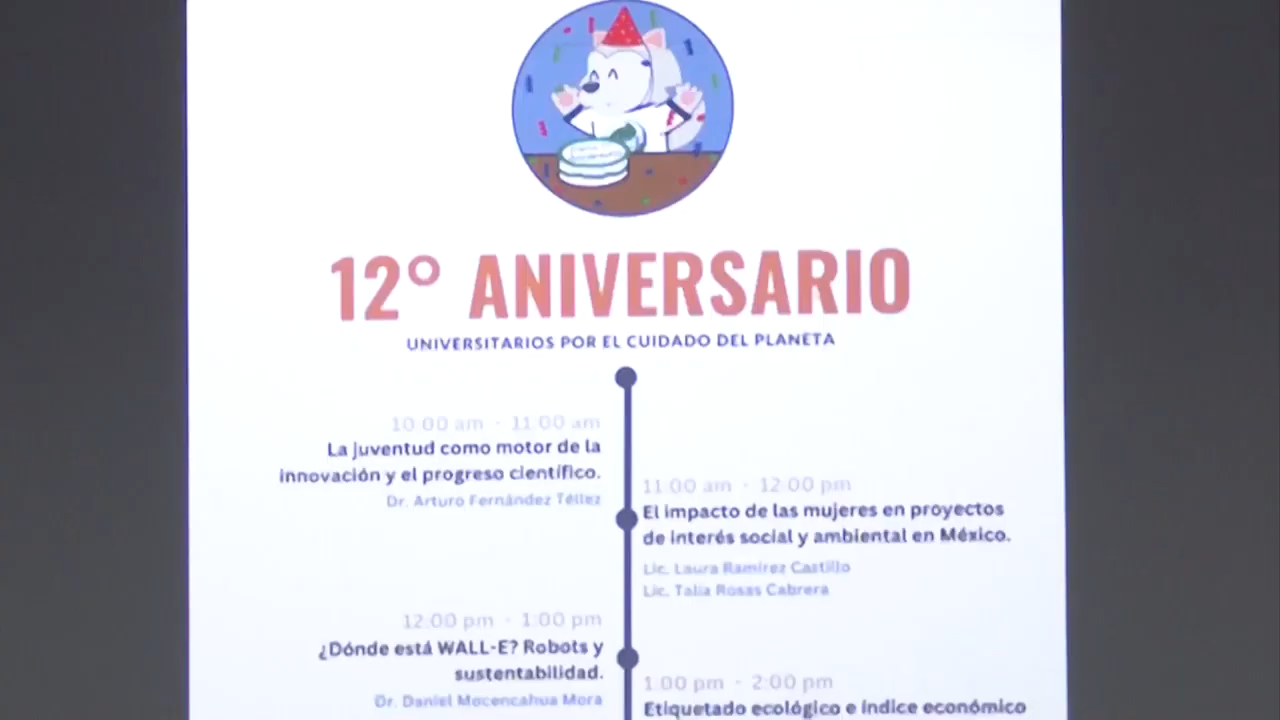 12° ANIVERSARIO
UNIVERSITARIOS POR EL CUIDADO DEL PLANETA
10:00 am - 11:00 am
La juventud como motor de la
innovación y el progreso científico.
Dr. Arturo Fernández Téllez
11:00 am - 12:00 pm
El impacto de las mujeres en proyectos
de interés social y ambiental en México.
Lic. Laura Ramírez Castillo
Lic. Talia Rosas Cabrera
12:00 pm - 1:00 pm
¿Dónde está WALL-E? Robots y
sustentabilidad.
Dr. Daniel Mocencahua Mora
1:00 pm - 2:00 pm
Etiquetado ecológico e índice económico